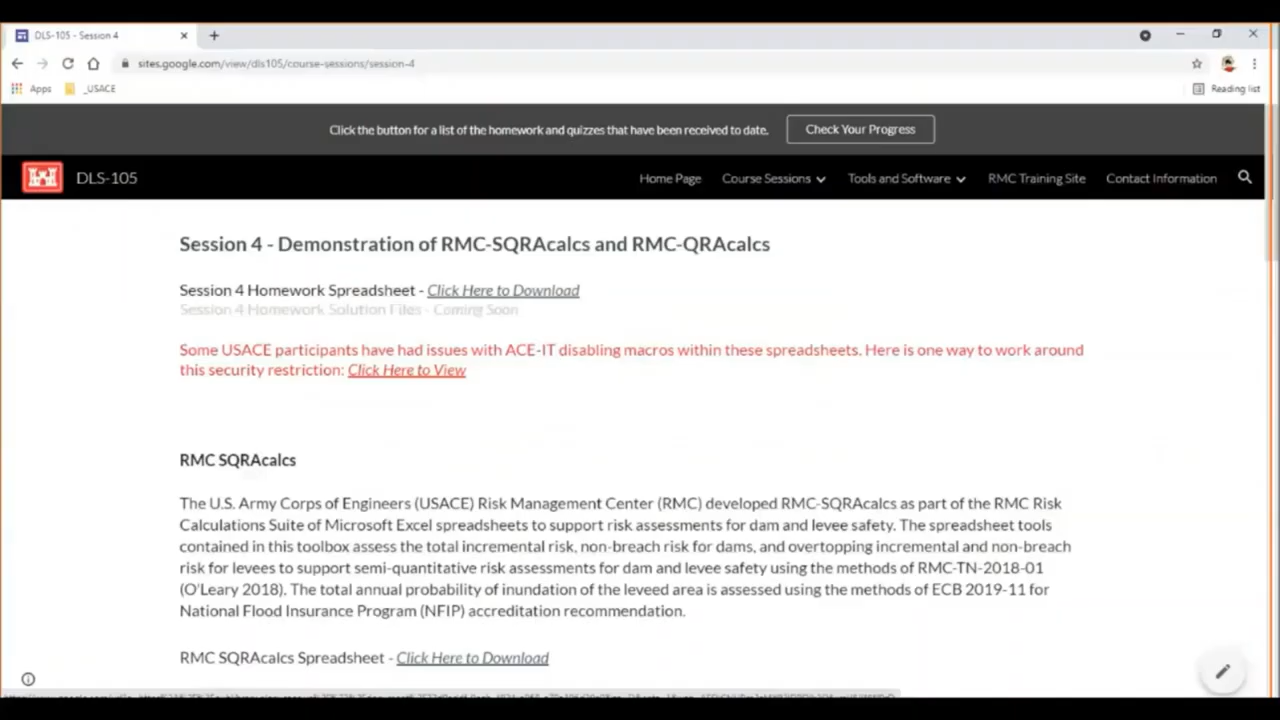 DLS-105 - Session 4
sites.google.com/view/dls105/course-sessions/session-4
Apps _USACE Reading list
Click the button for a list of the homework and quizzes that have been received to date. Check Your Progress
DLS-105 Home Page Course Sessions Tools and Software RMC Training Site Contact Information
Session 4 - Demonstration of RMC-SQRAcalcs and RMC-QRAcalcs
Session 4 Homework Spreadsheet - Click Here to Download
Session 4 Homework Solution Files - Coming Soon
Some USACE participants have had issues with ACE-IT disabling macros within these spreadsheets. Here is one way to work around
this security restriction: Click Here to View
RMC SQRAcalcs
The U.S. Army Corps of Engineers (USACE) Risk Management Center (RMC) developed RMC-SQRAcalcs as part of the RMC Risk
Calculations Suite of Microsoft Excel spreadsheets to support risk assessments for dam and levee safety. The spreadsheet tools
contained in this toolbox assess the total incremental risk, non-breach risk for dams, and overtopping incremental and non-breach
risk for levees to support semi-quantitative risk assessments for dam and levee safety using the methods of RMC-TN-2018-01
(O'Leary 2018). The total annual probability of inundation of the leveed area is assessed using the methods of ECB 2019-11 for
National Flood Insurance Program (NFIP) accreditation recommendation.
RMC SQRAcalcs Spreadsheet - Click Here to Download